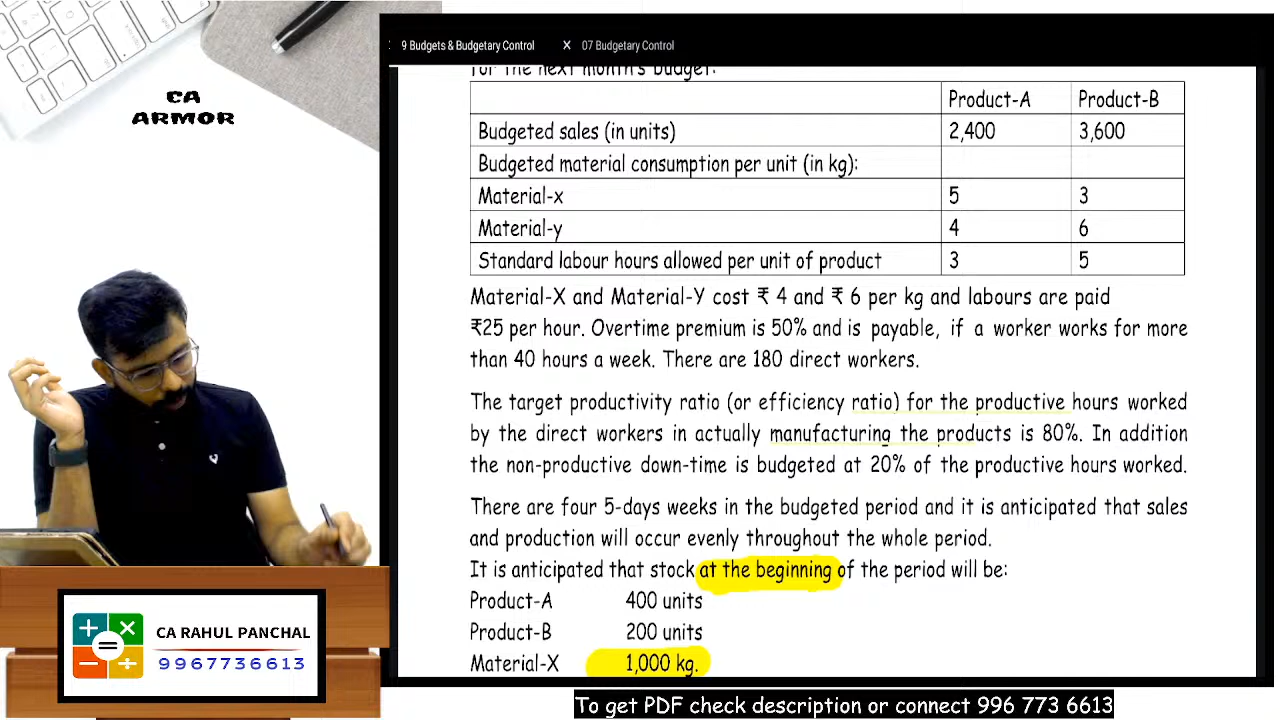 9 Budgets & Budgetary Control
X 07 Budgetary Control
CA
ARMOR
for the next month's budget:
Product-A Product-B
Budgeted sales (in units) 2,400 3,600
Budgeted material consumption per unit (in kg):
Material-x 5 3
Material-y 4 6
Standard labour hours allowed per unit of product 3 5
Material-X and Material-Y cost ₹ 4 and ₹ 6 per kg and labours are paid
₹25 per hour. Overtime premium is 50% and is payable, if a worker works for more
than 40 hours a week. There are 180 direct workers.
The target productivity ratio (or efficiency ratio) for the productive hours worked
by the direct workers in actually manufacturing the products is 80%. In addition
the non-productive down-time is budgeted at 20% of the productive hours worked.
There are four 5-days weeks in the budgeted period and it is anticipated that sales
and production will occur evenly throughout the whole period.
It is anticipated that stock at the beginning of the period will be:
Product-A 400 units
Product-B 200 units
Material-X 1,000 kg.
CA RAHUL PANCHAL
9967736613
To get PDF check description or connect 996 773 6613